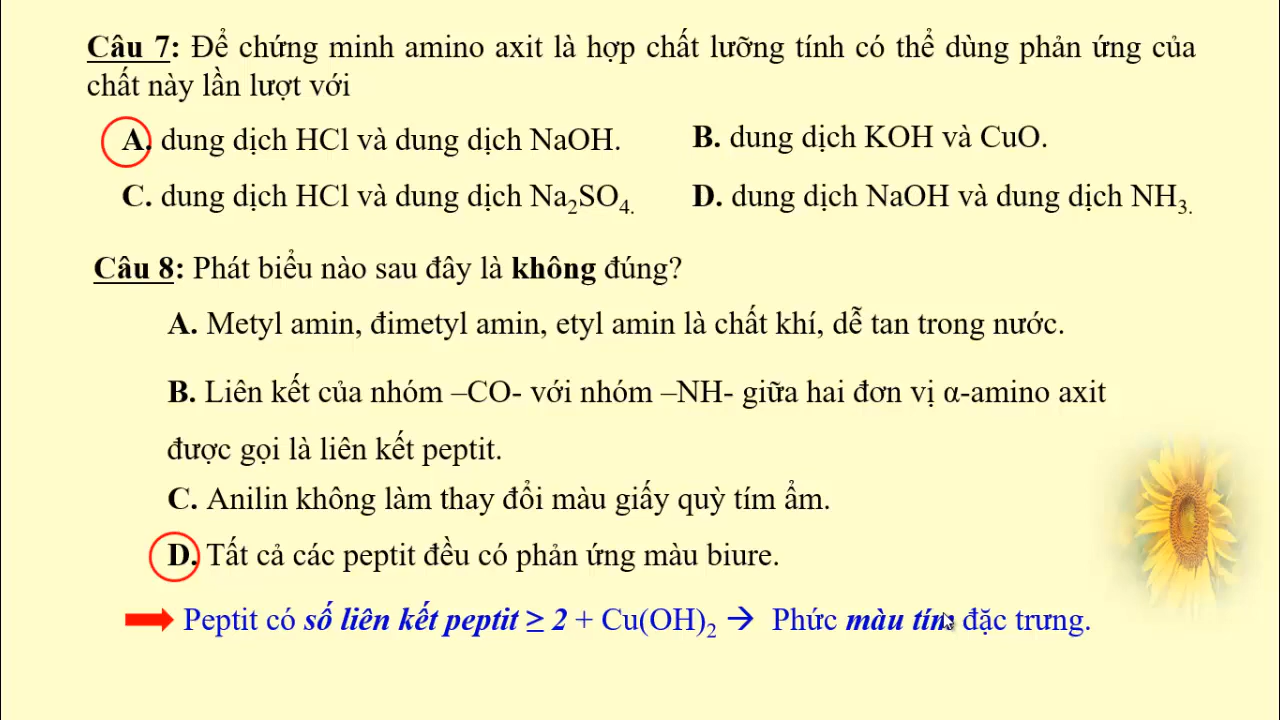 Câu 7: Để chứng minh amino axit là hợp chất lưỡng tính có thể dùng phản ứng của
chất này lần lượt với
A. dung dịch HCl và dung dịch NaOH. B. dung dịch KOH và CuO.
C. dung dịch HCl và dung dịch Na₂SO₄. D. dung dịch NaOH và dung dịch NH₃.
Câu 8: Phát biểu nào sau đây là không đúng?
A. Metyl amin, đimetyl amin, etyl amin là chất khí, dễ tan trong nước.
B. Liên kết của nhóm –CO- với nhóm –NH- giữa hai đơn vị α-amino axit
được gọi là liên kết peptit.
C. Anilin không làm thay đổi màu giấy quỳ tím ẩm.
D. Tất cả các peptit đều có phản ứng màu biure.
Peptit có số liên kết peptit ≥ 2 + Cu(OH)₂ → Phức màu tím đặc trưng.